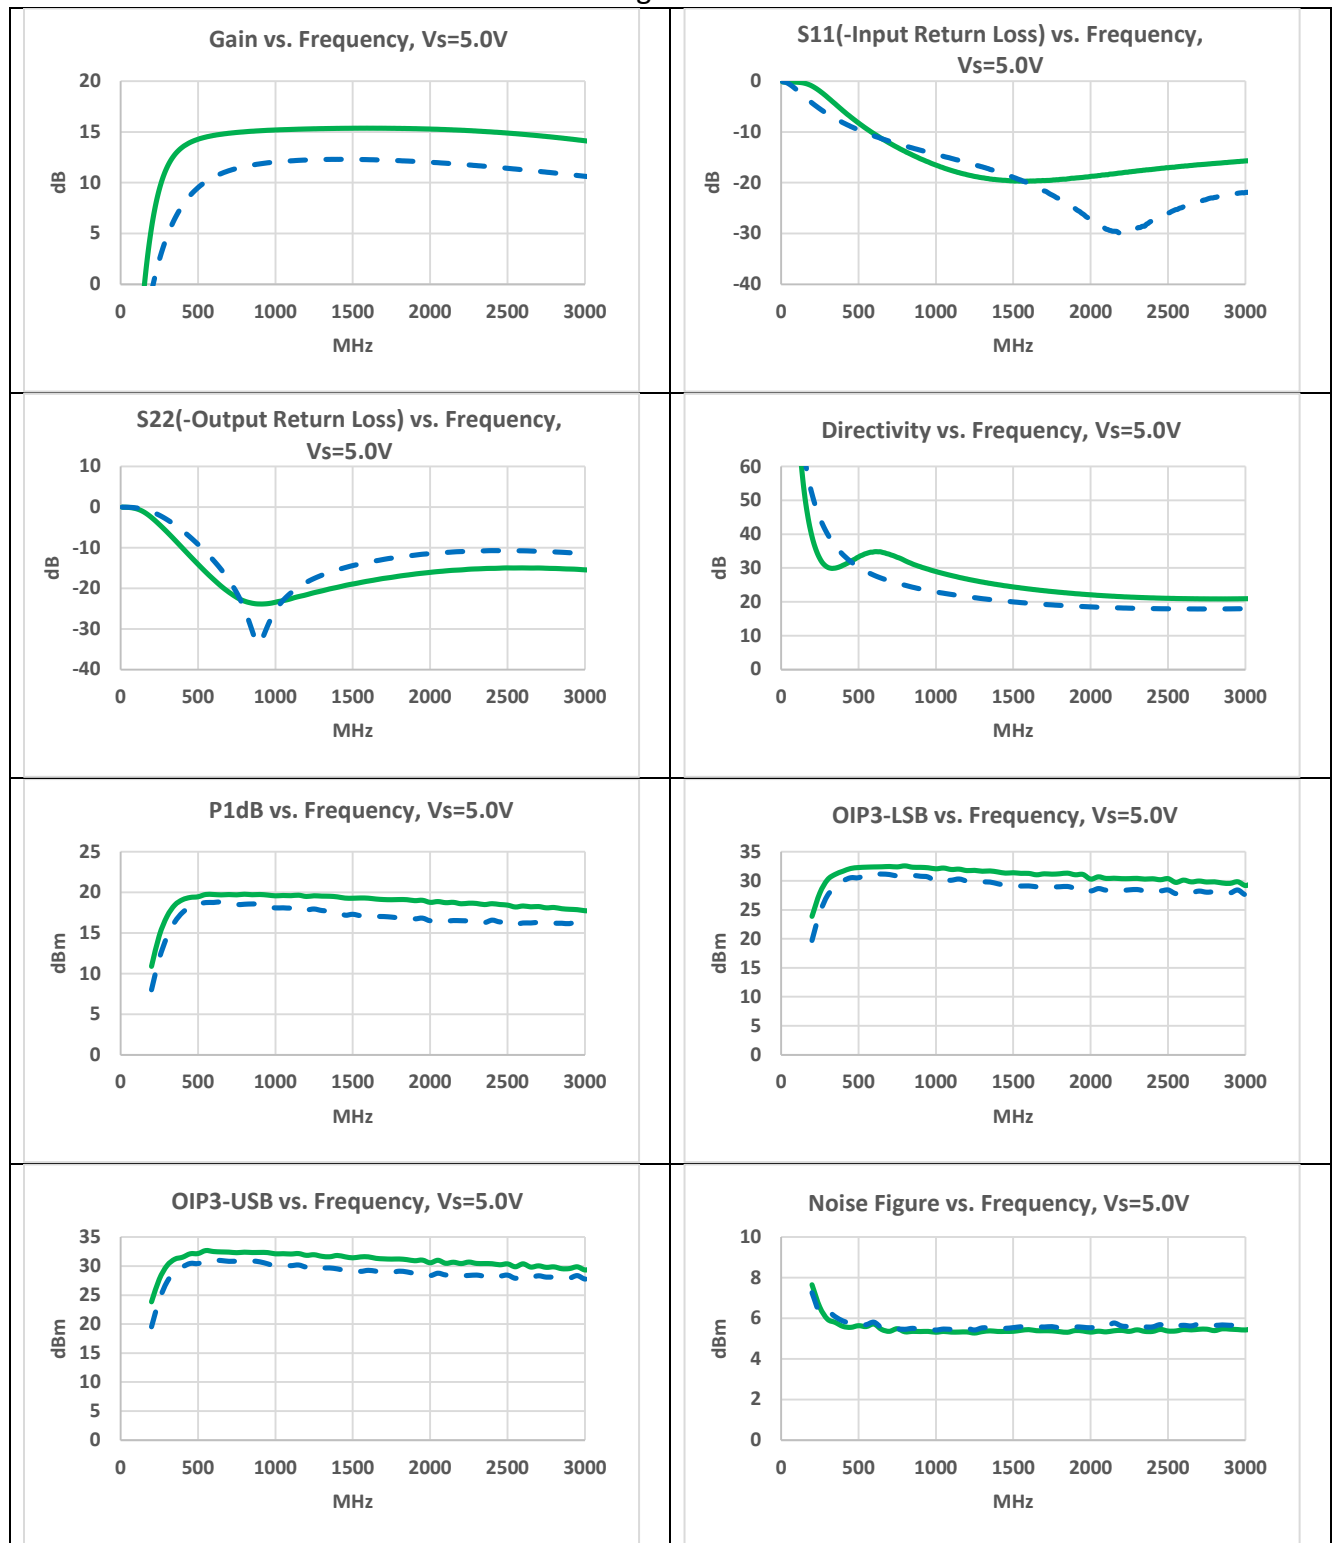 Gain vs. Frequency, Vs=5.0V
20
15
10
5
0
dB
0 500 1000 1500 2000 2500 3000
MHz
S11(-Input Return Loss) vs. Frequency,
Vs=5.0V
0
-10
-20
-30
-40
dB
0 500 1000 1500 2000 2500 3000
MHz
S22(-Output Return Loss) vs. Frequency,
Vs=5.0V
10
0
-10
-20
-30
-40
dB
0 500 1000 1500 2000 2500 3000
MHz
Directivity vs. Frequency, Vs=5.0V
60
50
40
30
20
10
0
dB
0 500 1000 1500 2000 2500 3000
MHz
P1dB vs. Frequency, Vs=5.0V
25
20
15
10
5
0
dBm
0 500 1000 1500 2000 2500 3000
MHz
OIP3-LSB vs. Frequency, Vs=5.0V
35
30
25
20
15
10
5
0
dBm
0 500 1000 1500 2000 2500 3000
MHz
OIP3-USB vs. Frequency, Vs=5.0V
35
30
25
20
15
10
5
0
dBm
0 500 1000 1500 2000 2500 3000
MHz
Noise Figure vs. Frequency, Vs=5.0V
10
8
6
4
2
0
dBm
0 500 1000 1500 2000 2500 3000
MHz